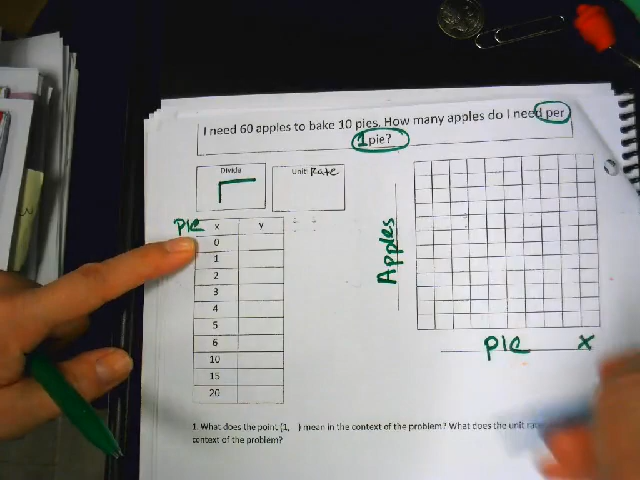 I need 60 apples to bake 10 pies. How many apples do I need per
1 pie?
Divide
Unit Rate
pie
x y
0
1
2
3
4
5
6
10
15
20
Apples
pie x
1. What does the point (1, ) mean in the context of the problem? What does the unit
context of the problem?